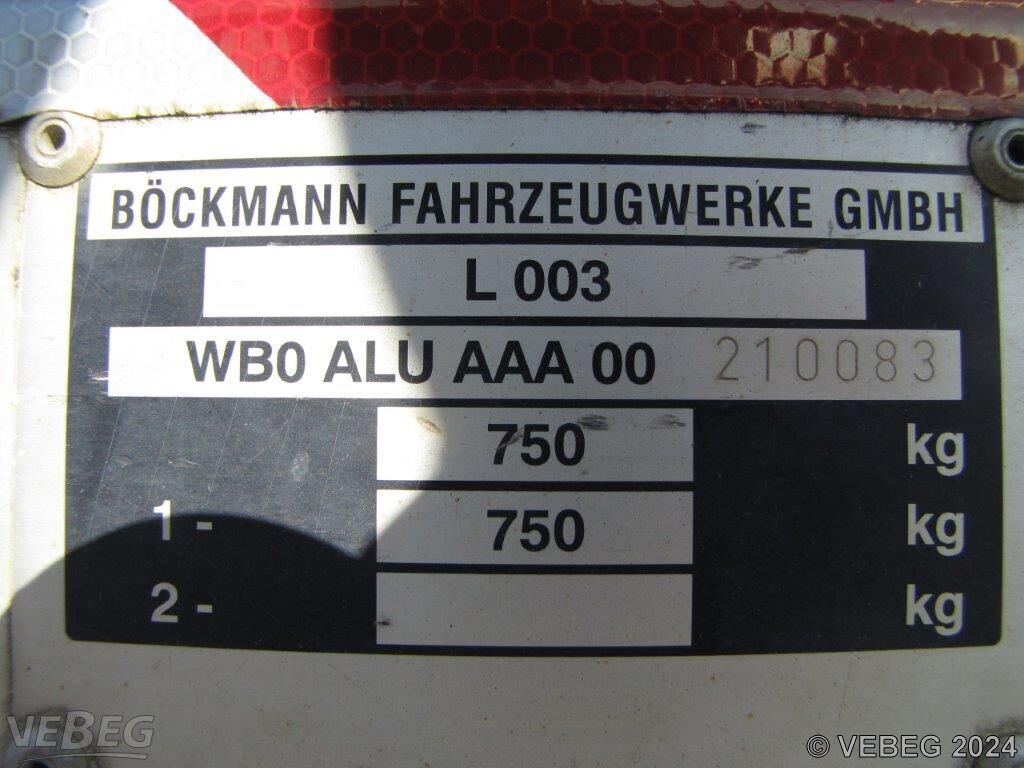 BÖCKMANN FAHRZEUGWERKE GMBH
L 003
WB0 ALU AAA 00 210083
750 kg
1 - 750 kg
2 - kg
VEBEG
© VEBEG 2024